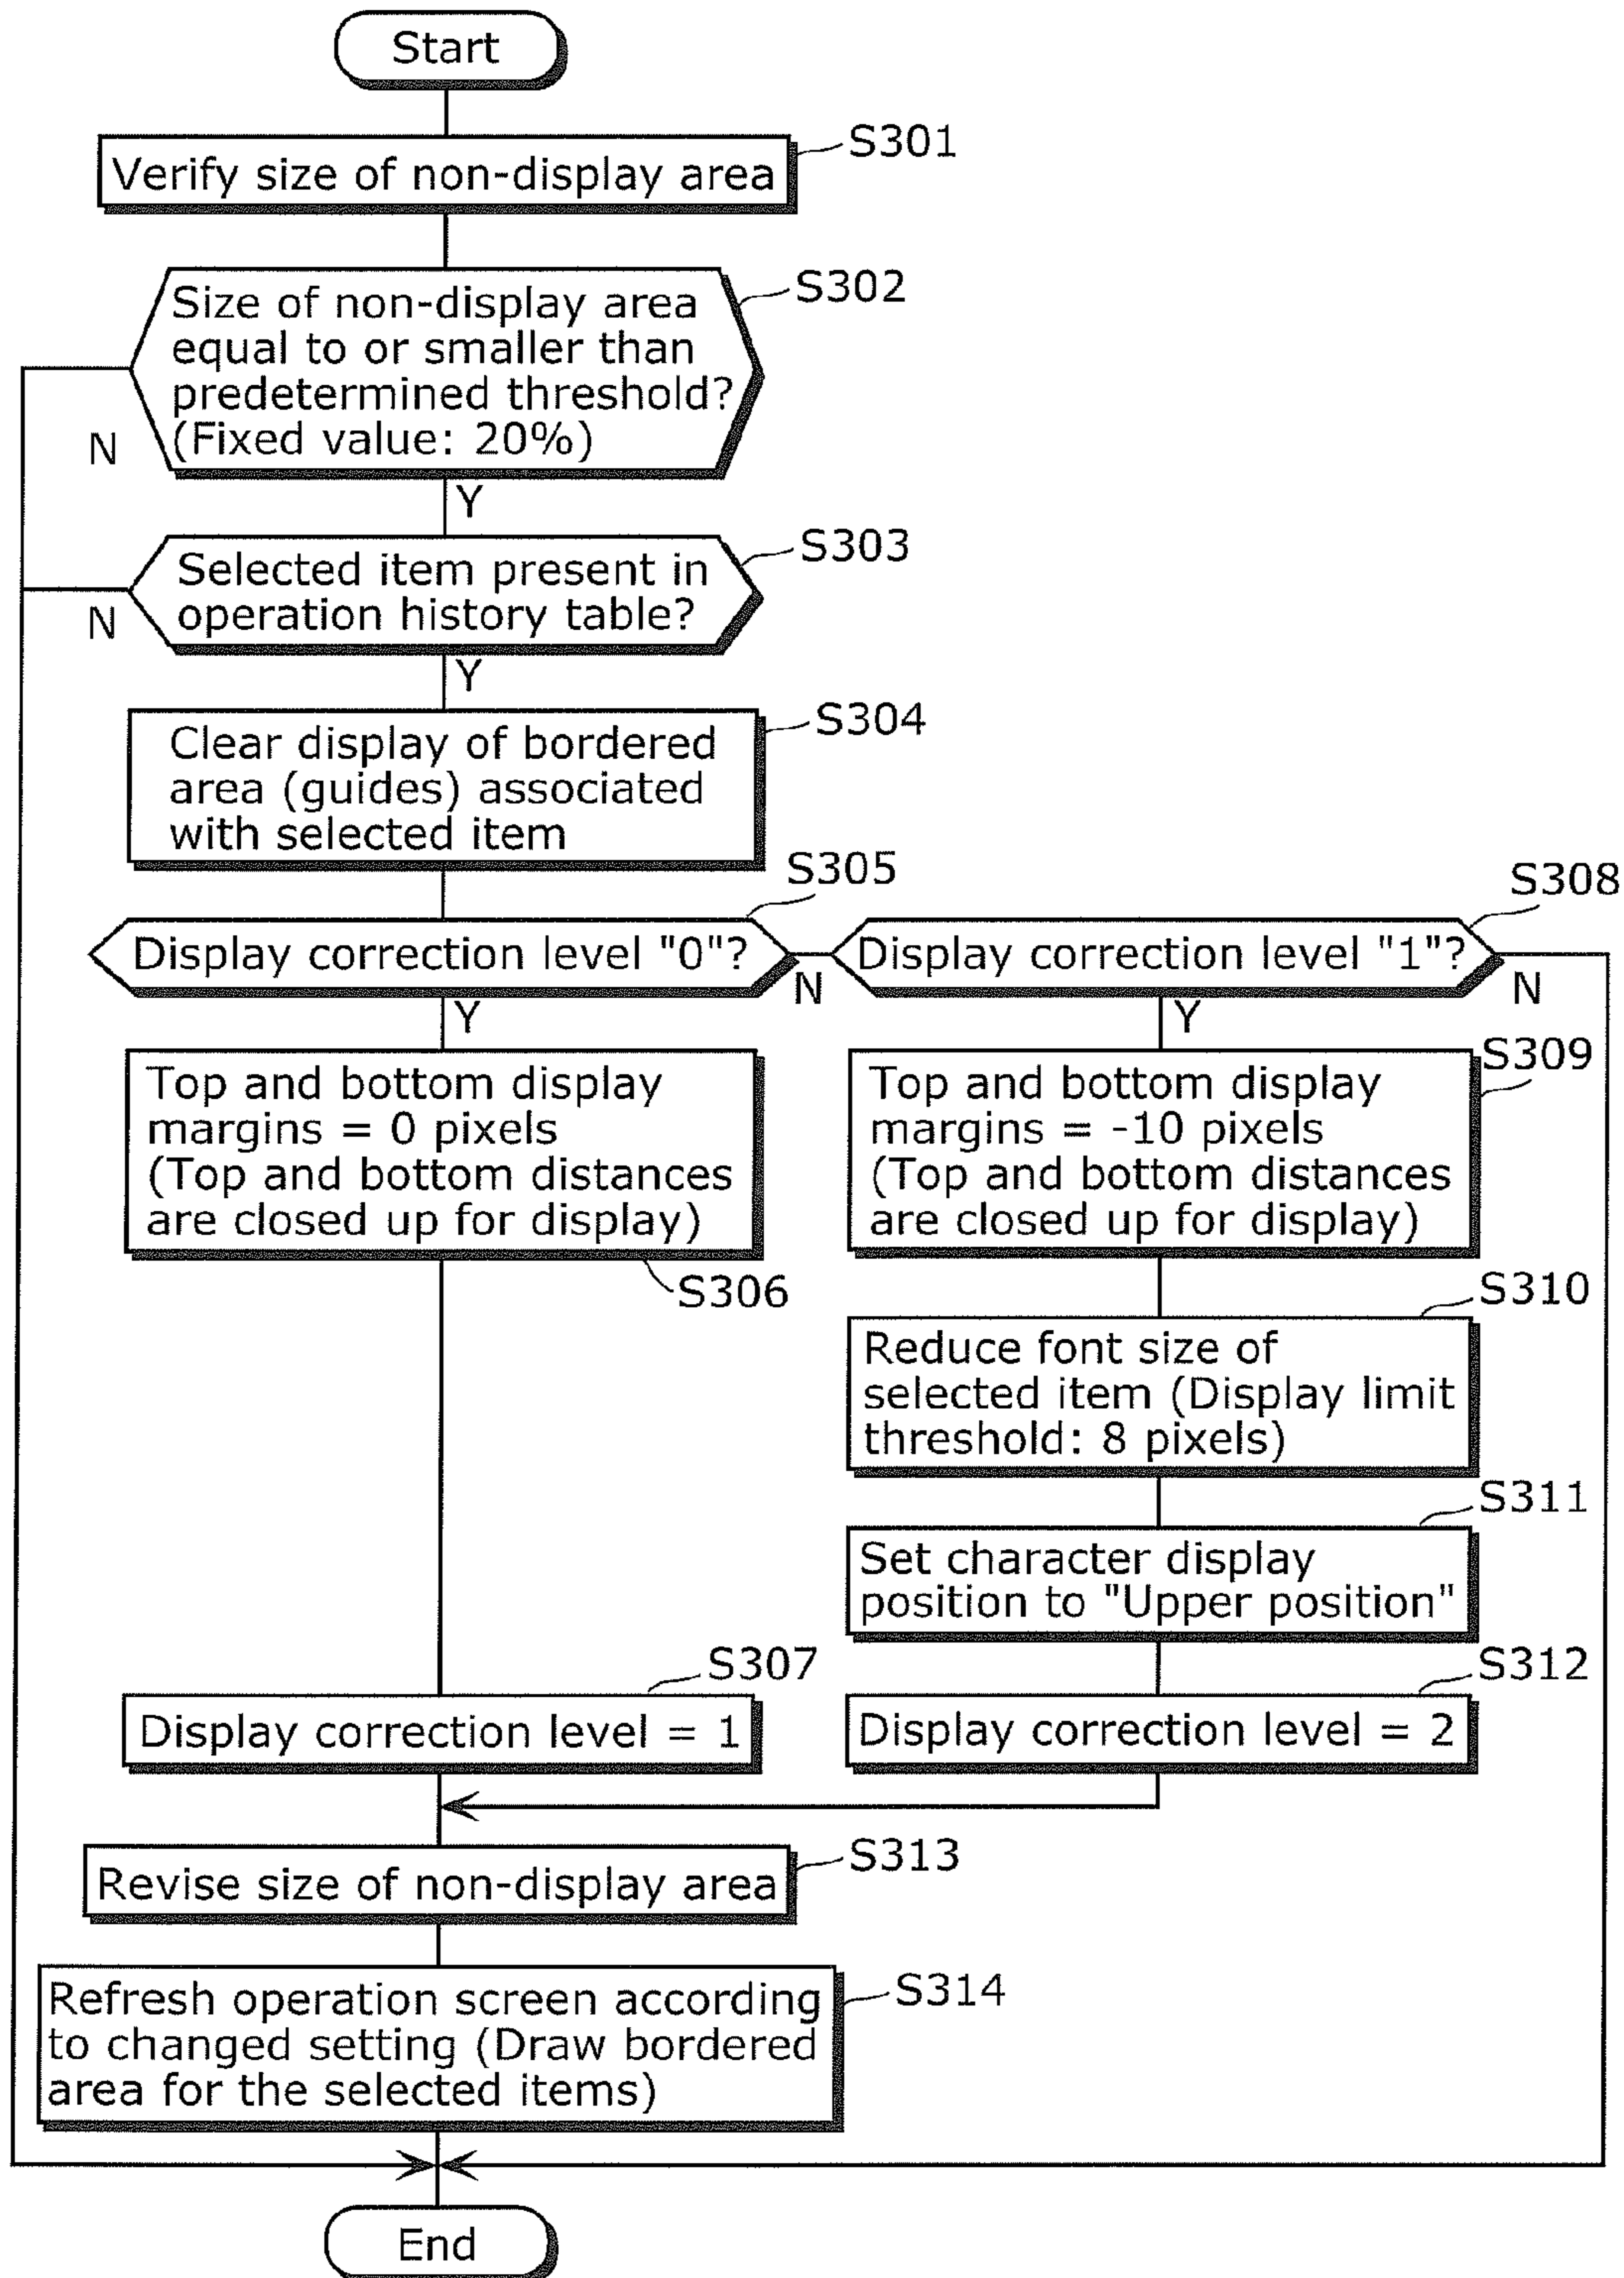 Start
Verify size of non-display area
S301
Size of non-display area
equal to or smaller than
predetermined threshold?
(Fixed value: 20%)
S302
N
Y
Selected item present in
operation history table?
S303
N
Y
Clear display of bordered
area (guides) associated
with selected item
S304
Display correction level "0"?
S305
N
Y
Display correction level "1"?
S308
N
Y
Top and bottom display
margins = 0 pixels
(Top and bottom distances
are closed up for display)
S306
Top and bottom display
margins = -10 pixels
(Top and bottom distances
are closed up for display)
S309
Reduce font size of
selected item (Display limit
threshold: 8 pixels)
S310
Set character display
position to "Upper position"
S311
Display correction level = 1
S307
Display correction level = 2
S312
Revise size of non-display area
S313
Refresh operation screen according
to changed setting (Draw bordered
area for the selected items)
S314
End